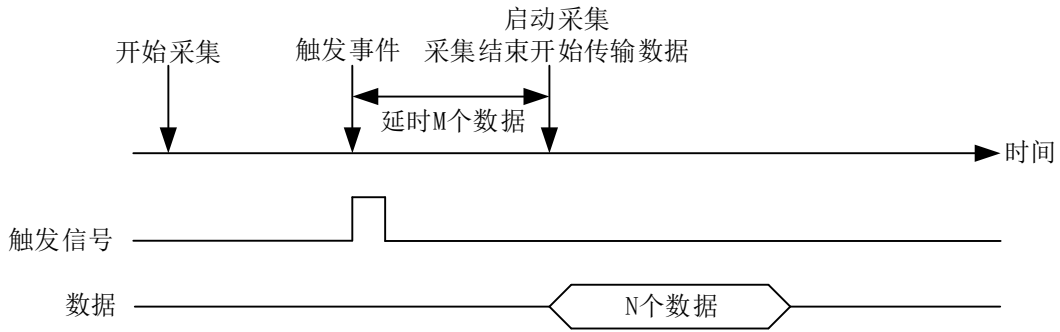 启动采集
开始采集
触发事件
采集结束开始传输数据
延时M个数据
时间
触发信号
数据
N个数据